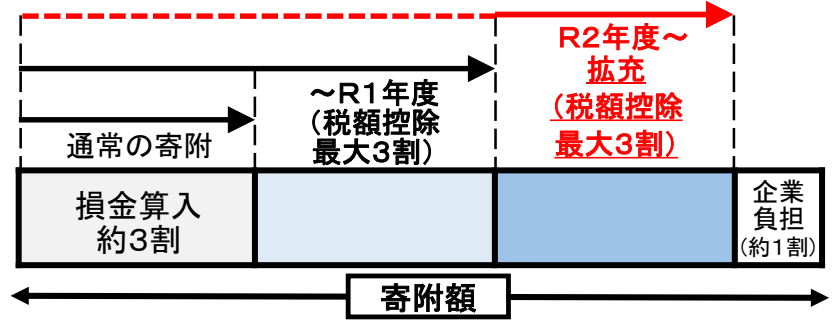 R2年度～
拡充
(税額控除
最大3割)
～R1年度
(税額控除
最大3割)
通常の寄附
損金算入
約3割
企業
負担
(約1割)
寄附額